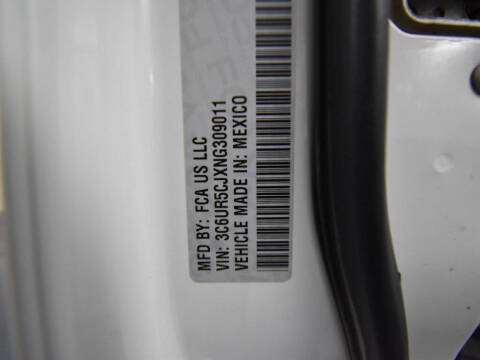 MFD BY: FCA US LLC
VIN: 3C6UR5CJXNG309011
VEHICLE MADE IN: MEXICO